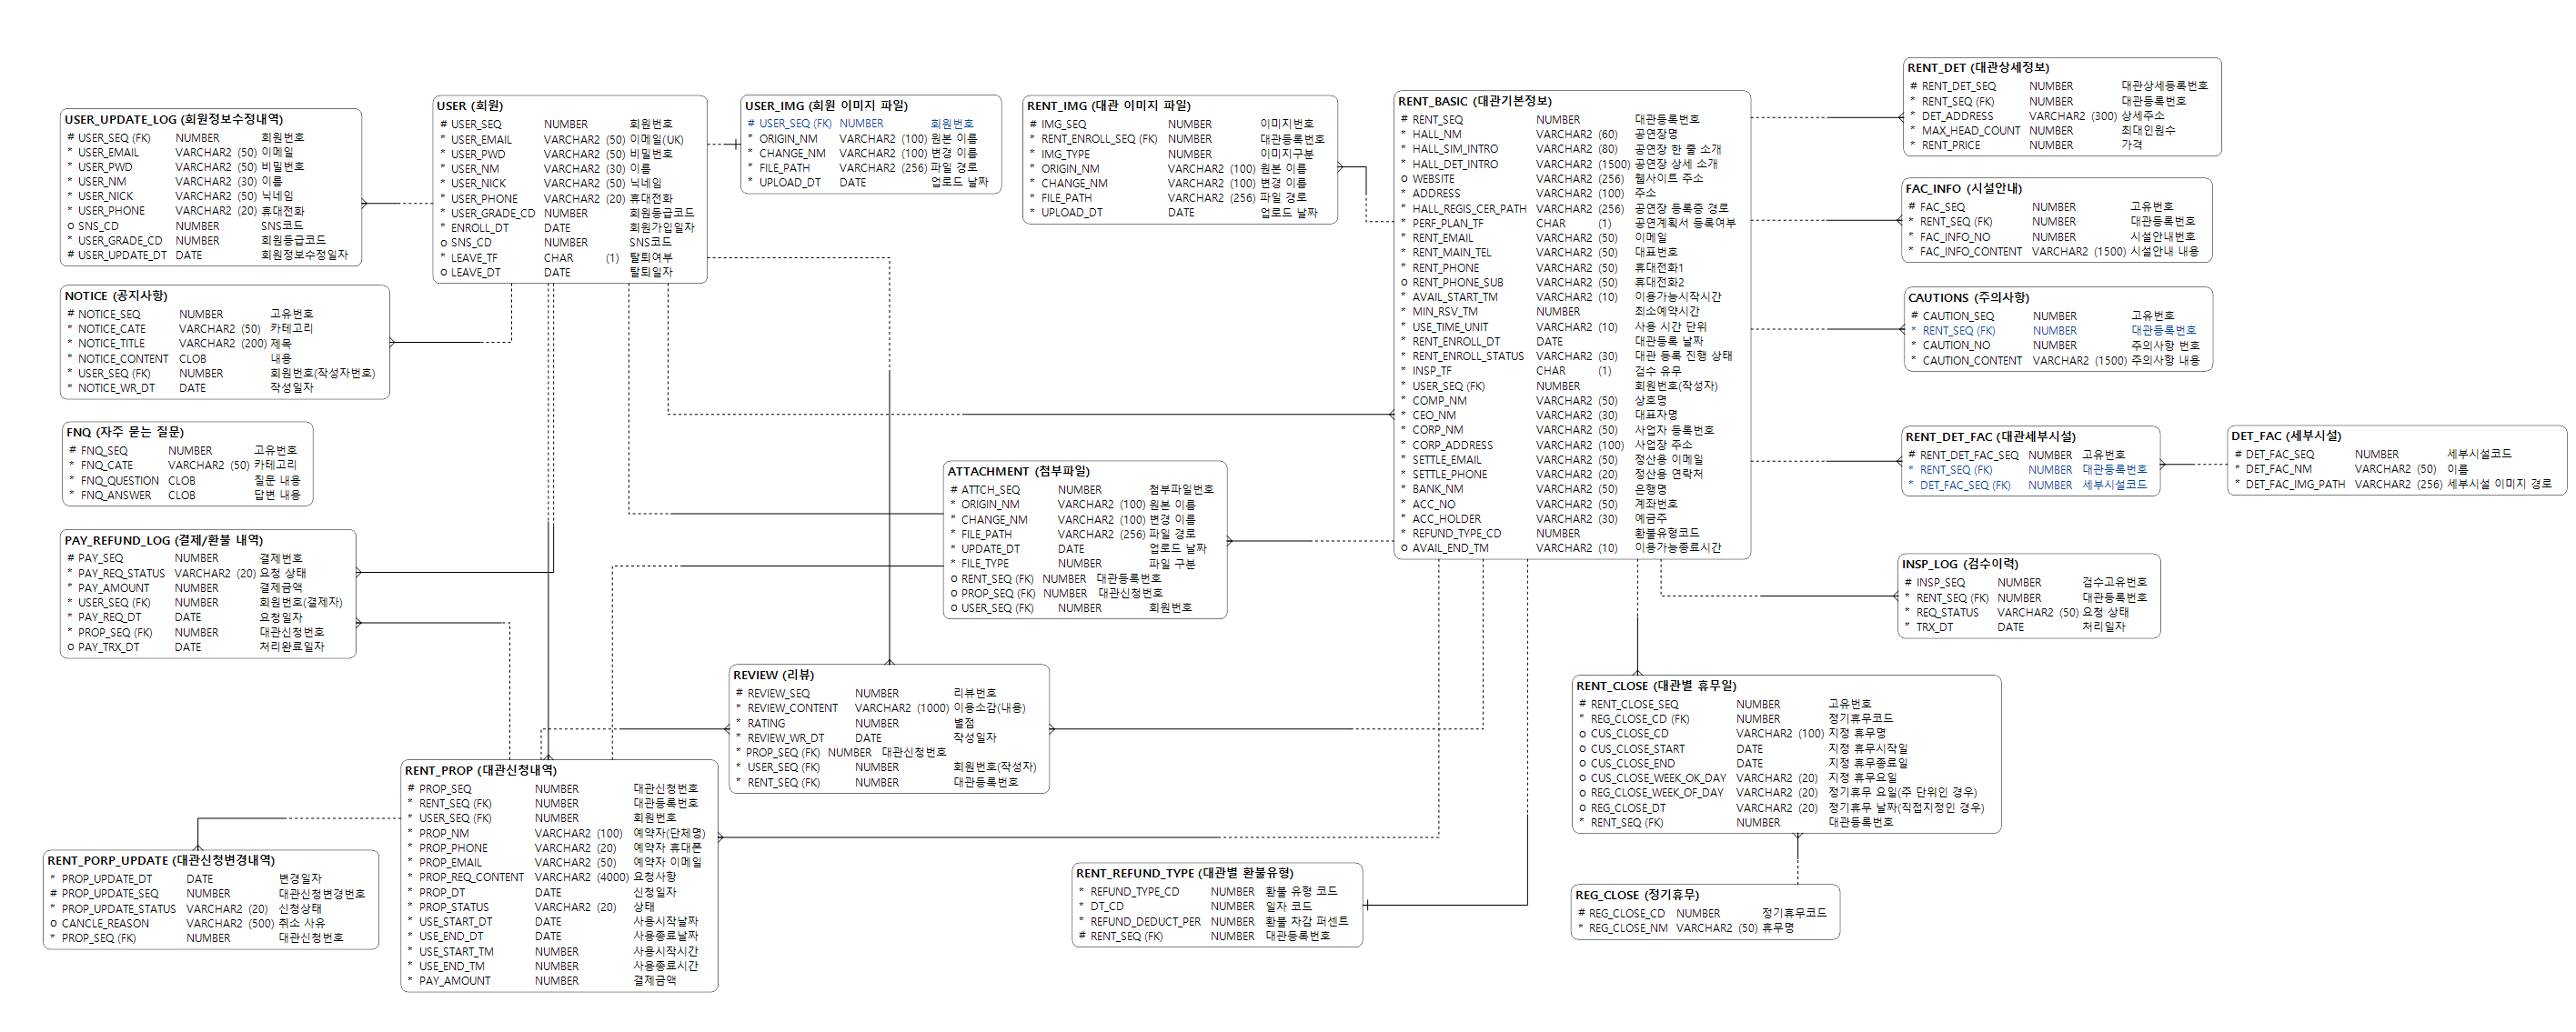 USER_UPDATE_LOG (회원정보수정내역)
# USER_SEQ (FK) NUMBER 회원번호
* USER_EMAIL VARCHAR2 (50) 이메일
* USER_PWD VARCHAR2 (50) 비밀번호
* USER_NM VARCHAR2 (30) 이름
* USER_NICK VARCHAR2 (50) 닉네임
* USER_PHONE VARCHAR2 (20) 휴대전화
o SNS_CD NUMBER SNS코드
* USER_GRADE_CD NUMBER 회원등급코드
# USER_UPDATE_DT DATE 회원정보수정일자
NOTICE (공지사항)
# NOTICE_SEQ NUMBER 고유번호
* NOTICE_CATE VARCHAR2 (50) 카테고리
* NOTICE_TITLE VARCHAR2 (200) 제목
* NOTICE_CONTENT CLOB 내용
* USER_SEQ (FK) NUMBER 회원번호(작성자번호)
* NOTICE_WR_DT DATE 작성일자
FNQ (자주 묻는 질문)
# FNQ_SEQ NUMBER 고유번호
* FNQ_CATE VARCHAR2 (50) 카테고리
* FNQ_QUESTION CLOB 질문 내용
* FNQ_ANSWER CLOB 답변 내용
PAY_REFUND_LOG (결제/환불 내역)
# PAY_SEQ NUMBER 결제번호
* PAY_REQ_STATUS VARCHAR2 (20) 요청 상태
* PAY_AMOUNT NUMBER 결제금액
* USER_SEQ (FK) NUMBER 회원번호(결제자)
* PAY_REQ_DT DATE 요청일자
* PROP_SEQ (FK) NUMBER 대관신청번호
o PAY_TRX_DT DATE 처리완료일자
RENT_PORP_UPDATE (대관신청변경내역)
* PROP_UPDATE_DT DATE 변경일자
# PROP_UPDATE_SEQ NUMBER 대관신청변경번호
* PROP_UPDATE_STATUS VARCHAR2 (20) 신청상태
o CANCLE_REASON VARCHAR2 (500) 취소 사유
* PROP_SEQ (FK) NUMBER 대관신청번호
USER (회원)
# USER_SEQ NUMBER 회원번호
* USER_EMAIL VARCHAR2 (50) 이메일(UK)
* USER_PWD VARCHAR2 (50) 비밀번호
* USER_NM VARCHAR2 (30) 이름
* USER_NICK VARCHAR2 (50) 닉네임
* USER_PHONE VARCHAR2 (20) 휴대전화
* USER_GRADE_CD NUMBER 회원등급코드
* ENROLL_DT DATE 회원가입일자
o SNS_CD NUMBER SNS코드
* LEAVE_TF CHAR (1) 탈퇴여부
o LEAVE_DT DATE 탈퇴일자
USER_IMG (회원 이미지 파일)
# USER_SEQ (FK) NUMBER 회원번호
* ORIGIN_NM VARCHAR2 (100) 원본 이름
* CHANGE_NM VARCHAR2 (100) 변경 이름
* FILE_PATH VARCHAR2 (256) 파일 경로
* UPLOAD_DT DATE 업로드 날짜
RENT_IMG (대관 이미지 파일)
# IMG_SEQ NUMBER 이미지번호
* RENT_ENROLL_SEQ (FK) NUMBER 대관등록번호
* IMG_TYPE NUMBER 이미지구분
* ORIGIN_NM VARCHAR2 (100) 원본 이름
* CHANGE_NM VARCHAR2 (100) 변경 이름
* FILE_PATH VARCHAR2 (256) 파일 경로
* UPLOAD_DT DATE 업로드 날짜
ATTACHMENT (첨부파일)
# ATTCH_SEQ NUMBER 첨부파일번호
* ORIGIN_NM VARCHAR2 (100) 원본 이름
* CHANGE_NM VARCHAR2 (100) 변경 이름
* FILE_PATH VARCHAR2 (256) 파일 경로
* UPDATE_DT DATE 업로드 날짜
* FILE_TYPE NUMBER 파일 구분
o RENT_SEQ (FK) NUMBER 대관등록번호
o PROP_SEQ (FK) NUMBER 대관신청번호
o USER_SEQ (FK) NUMBER 회원번호
REVIEW (리뷰)
# REVIEW_SEQ NUMBER 리뷰번호
* REVIEW_CONTENT VARCHAR2 (1000) 이용소감(내용)
* RATING NUMBER 별점
* REVIEW_WR_DT DATE 작성일자
* PROP_SEQ (FK) NUMBER 대관신청번호
* USER_SEQ (FK) NUMBER 회원번호(작성자)
* RENT_SEQ (FK) NUMBER 대관등록번호
RENT_PROP (대관신청내역)
# PROP_SEQ NUMBER 대관신청번호
* RENT_SEQ (FK) NUMBER 대관등록번호
* USER_SEQ (FK) NUMBER 회원번호
* PROP_NM VARCHAR2 (100) 예약자(단체명)
* PROP_PHONE VARCHAR2 (20) 예약자 휴대폰
* PROP_EMAIL VARCHAR2 (50) 예약자 이메일
* PROP_REQ_CONTENT VARCHAR2 (4000) 요청사항
* PROP_DT DATE 신청일자
* PROP_STATUS VARCHAR2 (20) 상태
* USE_START_DT DATE 사용시작날짜
* USE_END_DT DATE 사용종료날짜
* USE_START_TM NUMBER 사용시작시간
* USE_END_TM NUMBER 사용종료시간
* PAY_AMOUNT NUMBER 결제금액
RENT_REFUND_TYPE (대관별 환불유형)
* REFUND_TYPE_CD NUMBER 환불 유형 코드
* DT_CD NUMBER 일자 코드
* REFUND_DEDUCT_PER NUMBER 환불 차감 퍼센트
# RENT_SEQ (FK) NUMBER 대관등록번호
RENT_BASIC (대관기본정보)
# RENT_SEQ NUMBER 대관등록번호
* HALL_NM VARCHAR2 (60) 공연장명
* HALL_SIM_INTRO VARCHAR2 (80) 공연장 한 줄 소개
* HALL_DET_INTRO VARCHAR2 (1500) 공연장 상세 소개
o WEBSITE VARCHAR2 (256) 웹사이트 주소
* ADDRESS VARCHAR2 (100) 주소
* HALL_REGIS_CER_PATH VARCHAR2 (256) 공연장 등록증 경로
* PERF_PLAN_TF CHAR (1) 공연계획서 등록여부
* RENT_EMAIL VARCHAR2 (50) 이메일
* RENT_MAIN_TEL VARCHAR2 (50) 대표번호
* RENT_PHONE VARCHAR2 (50) 휴대전화1
o RENT_PHONE_SUB VARCHAR2 (50) 휴대전화2
* AVAIL_START_TM VARCHAR2 (10) 이용가능시작시간
* MIN_RSV_TM NUMBER 최소예약시간
* USE_TIME_UNIT VARCHAR2 (10) 사용 시간 단위
* RENT_ENROLL_DT DATE 대관등록 날짜
* RENT_ENROLL_STATUS VARCHAR2 (30) 대관 등록 진행 상태
* INSP_TF CHAR (1) 검수 유무
* USER_SEQ (FK) NUMBER 회원번호(작성자)
* COMP_NM VARCHAR2 (50) 상호명
* CEO_NM VARCHAR2 (30) 대표자명
* CORP_NM VARCHAR2 (50) 사업자 등록번호
* CORP_ADDRESS VARCHAR2 (100) 사업장 주소
* SETTLE_EMAIL VARCHAR2 (50) 정산용 이메일
* SETTLE_PHONE VARCHAR2 (20) 정산용 연락처
* BANK_NM VARCHAR2 (50) 은행명
* ACC_NO VARCHAR2 (50) 계좌번호
* ACC_HOLDER VARCHAR2 (30) 예금주
* REFUND_TYPE_CD NUMBER 환불유형코드
o AVAIL_END_TM VARCHAR2 (10) 이용가능종료시간
RENT_DET (대관상세정보)
# RENT_DET_SEQ NUMBER 대관상세등록번호
* RENT_SEQ (FK) NUMBER 대관등록번호
* DET_ADDRESS VARCHAR2 (300) 상세주소
* MAX_HEAD_COUNT NUMBER 최대인원수
* RENT_PRICE NUMBER 가격
FAC_INFO (시설안내)
# FAC_SEQ NUMBER 고유번호
* RENT_SEQ (FK) NUMBER 대관등록번호
* FAC_INFO_NO NUMBER 시설안내번호
* FAC_INFO_CONTENT VARCHAR2 (1500) 시설안내 내용
CAUTIONS (주의사항)
# CAUTION_SEQ NUMBER 고유번호
* RENT_SEQ (FK) NUMBER 대관등록번호
* CAUTION_NO NUMBER 주의사항 번호
* CAUTION_CONTENT VARCHAR2 (1500) 주의사항 내용
RENT_DET_FAC (대관세부시설)
# RENT_DET_FAC_SEQ NUMBER 고유번호
* RENT_SEQ (FK) NUMBER 대관등록번호
* DET_FAC_SEQ (FK) NUMBER 세부시설코드
DET_FAC (세부시설)
# DET_FAC_SEQ NUMBER 세부시설코드
* DET_FAC_NM VARCHAR2 (50) 이름
* DET_FAC_IMG_PATH VARCHAR2 (256) 세부시설 이미지 경로
INSP_LOG (검수이력)
# INSP_SEQ NUMBER 검수고유번호
* RENT_SEQ (FK) NUMBER 대관등록번호
* REQ_STATUS VARCHAR2 (50) 요청 상태
* TRX_DT DATE 처리일자
RENT_CLOSE (대관별 휴무일)
# RENT_CLOSE_SEQ NUMBER 고유번호
* REG_CLOSE_CD (FK) NUMBER 정기휴무코드
o CUS_CLOSE_CD VARCHAR2 (100) 지정 휴무명
o CUS_CLOSE_START DATE 지정 휴무시작일
o CUS_CLOSE_END DATE 지정 휴무종료일
o CUS_CLOSE_WEEK_OK_DAY VARCHAR2 (20) 지정 휴무요일
o REG_CLOSE_WEEK_OF_DAY VARCHAR2 (20) 정기휴무 요일(주 단위인 경우)
o REG_CLOSE_DT VARCHAR2 (20) 정기휴무 날짜(직접지정인 경우)
* RENT_SEQ (FK) NUMBER 대관등록번호
REG_CLOSE (정기휴무)
# REG_CLOSE_CD NUMBER 정기휴무코드
* REG_CLOSE_NM VARCHAR2 (50) 휴무명